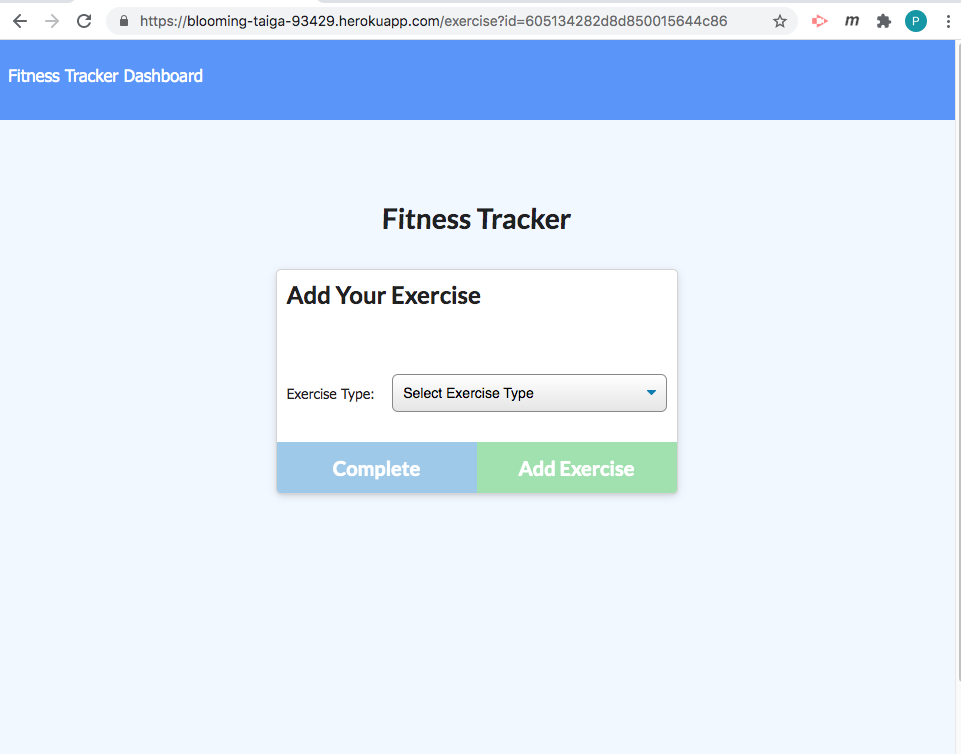 https://blooming-taiga-93429.herokuapp.com/exercise?id=605134282d8d850015644c86
m
P
Fitness Tracker Dashboard
Fitness Tracker
Add Your Exercise
Exercise Type: Select Exercise Type
Complete Add Exercise